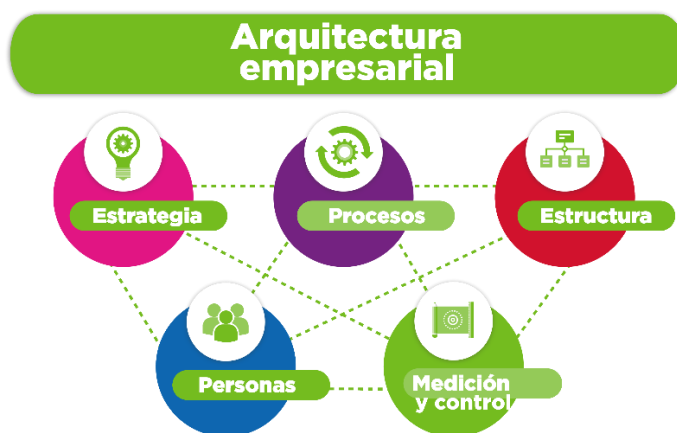 Arquitectura
empresarial
Estrategia
Procesos
Estructura
Personas
Medición
y control